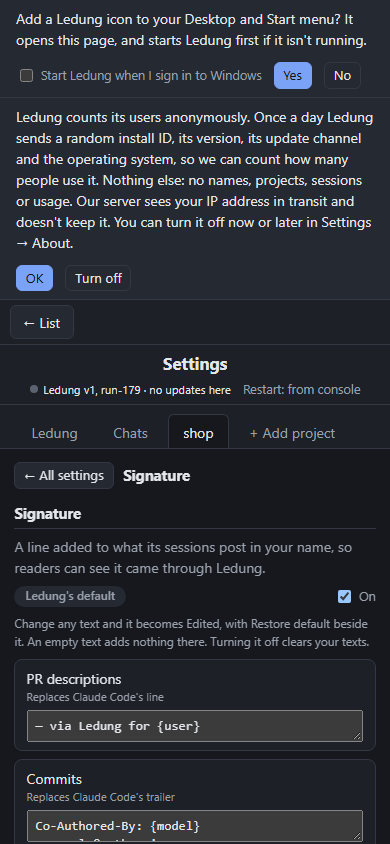 Add a Ledung icon to your Desktop and Start menu? It
opens this page, and starts Ledung first if it isn't running.
Start Ledung when I sign in to Windows Yes No
Ledung counts its users anonymously. Once a day Ledung
sends a random install ID, its version, its update channel
and the operating system, so we can count how many
people use it. Nothing else: no names, projects, sessions
or usage. Our server sees your IP address in transit and
doesn't keep it. You can turn it off now or later in Settings
→ About.
OK Turn off
← List
Settings
Ledung v1, run-179 · no updates here Restart: from console
Ledung Chats shop + Add project
← All settings Signature
Signature
A line added to what its sessions post in your name, so
readers can see it came through Ledung.
Ledung's default On
Change any text and it becomes Edited, with Restore default beside
it. An empty text adds nothing there. Turning it off clears your texts.
PR descriptions
Replaces Claude Code's line
— via Ledung for {user}
Commits
Replaces Claude Code's trailer
Co-Authored-By: {model}